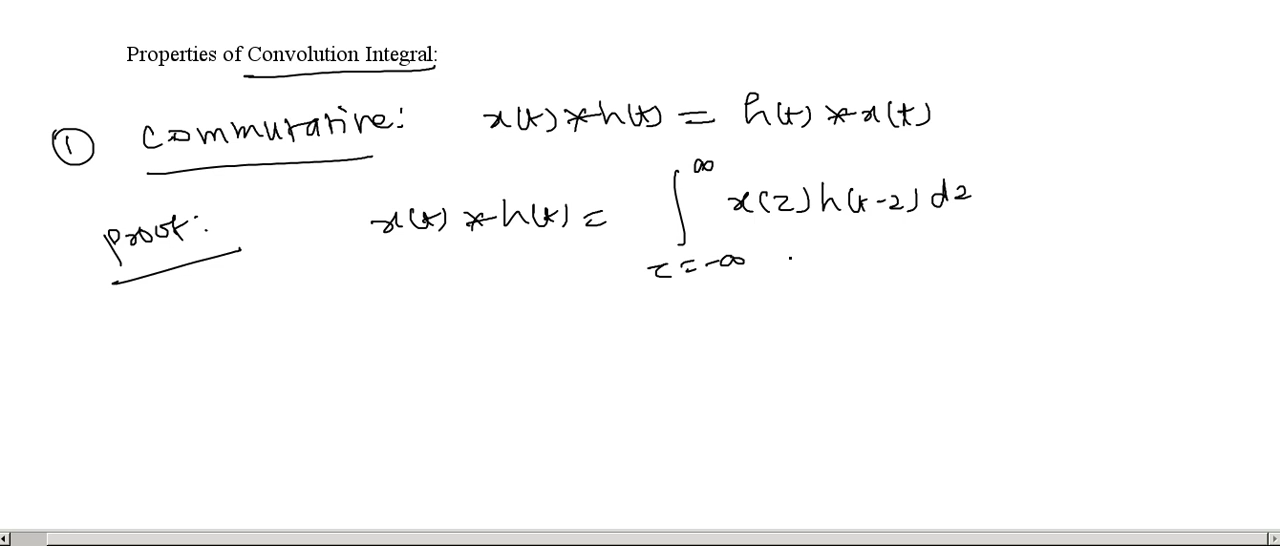 Properties of Convolution Integral:
① Commutative: x(t) * h(t) = h(t) * x(t)
Proof: x(t) * h(t) = ∫_{τ=-∞}^{∞} x(τ) h(t-τ) dτ